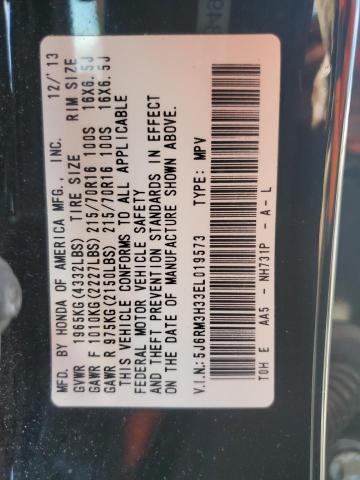 MFD. BY HONDA OF AMERICA MFG., INC. 12/'13
GVWR 1965KG(4332LBS) TIRE SIZE RIM SIZE
GAWR F 1010KG(2227LBS) 215/70R16 100S 16X6.5J
GAWR R 975KG(2150LBS) 215/70R16 100S 16X6.5J
THIS VEHICLE CONFORMS TO ALL APPLICABLE
FEDERAL MOTOR VEHICLE SAFETY
AND THEFT PREVENTION STANDARDS IN EFFECT
ON THE DATE OF MANUFACTURE SHOWN ABOVE.
V.I.N:5J6RM3H33EL019573 TYPE: MPV
T0H E AA5 - NH731P - A - L